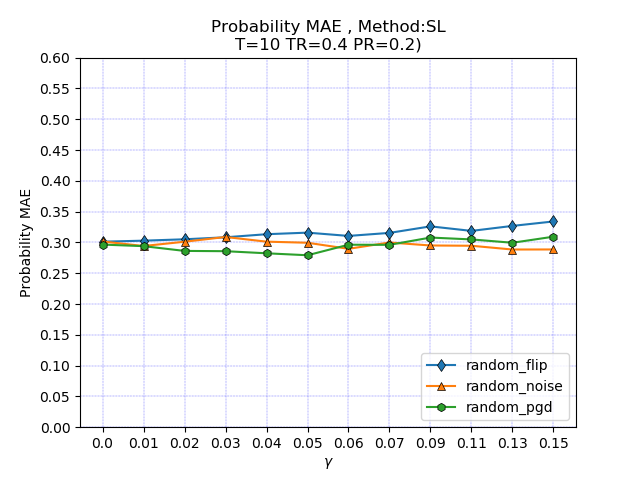 Probability MAE , Method:SL
T=10 TR=0.4 PR=0.2)
Probability MAE
0.60
0.55
0.50
0.45
0.40
0.35
0.30
0.25
0.20
0.15
0.10
0.05
0.00
random_flip
random_noise
random_pgd
0.0 0.01 0.02 0.03 0.04 0.05 0.06 0.07 0.09 0.11 0.13 0.15
γ